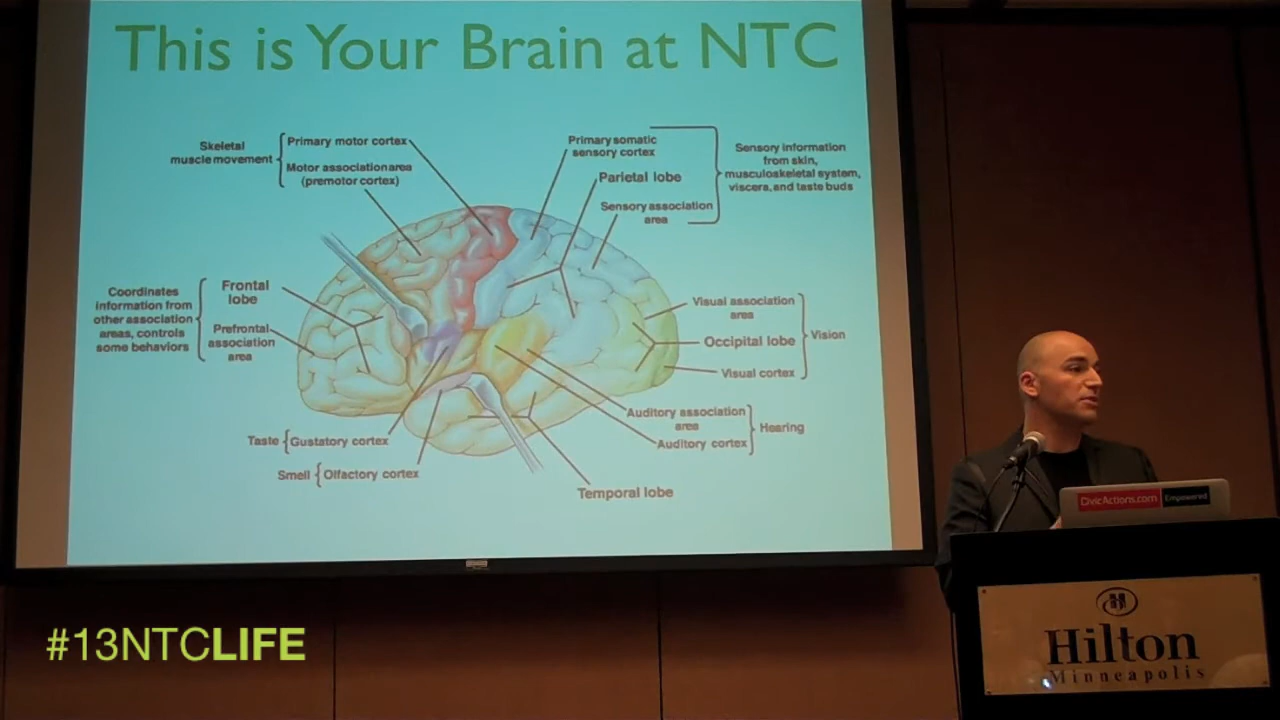 This is Your Brain at NTC
Skeletal
muscle movement
Primary motor cortex
Motor association area
(premotor cortex)
Primary somatic
sensory cortex
Parietal lobe
Sensory association
area
Sensory information
from skin,
musculoskeletal system,
viscera, and taste buds
Coordinates
information from
other association
areas, controls
some behaviors
Frontal
lobe
Prefrontal
association
area
Visual association
area
Occipital lobe
Visual cortex
Vision
Auditory association
area
Auditory cortex
Hearing
Taste
Gustatory cortex
Smell
Olfactory cortex
Temporal lobe
CivicActions.com Empowered
Hilton
Minneapolis
#13NTCLIFE